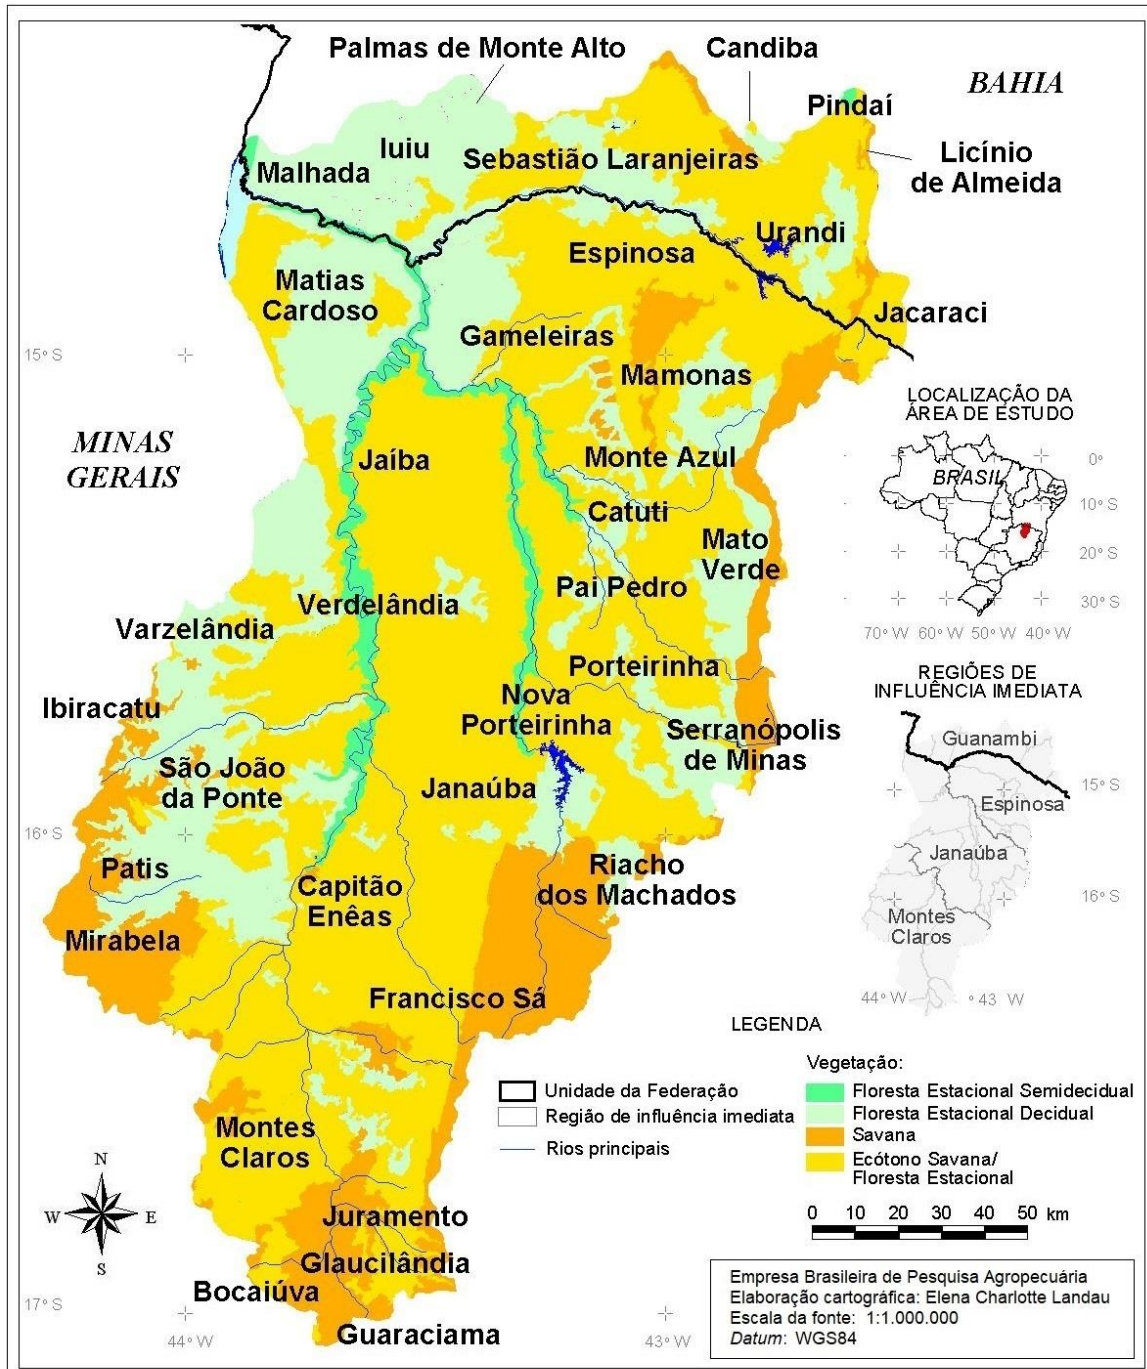 Palmas de Monte Alto
Candiba
BAHIA
Pindaí
Iuiu
Sebastião Laranjeiras
Licínio
de Almeida
Malhada
Urandi
Espinosa
Matias
Cardoso
Jacaraci
Gameleiras
15° S
Mamonas
LOCALIZAÇÃO DA
ÁREA DE ESTUDO
MINAS
GERAIS
Jaíba
Monte Azul
BRASIL
0°
10° S
20° S
30° S
70° W 60° W 50° W 40° W
Catuti
Mato
Verde
Pai Pedro
Verdelândia
Varzelândia
Porteirinha
REGIÕES DE
INFLUÊNCIA IMEDIATA
Ibiracatu
Nova
Porteirinha
Serranópolis
de Minas
Guanambi
15° S
Espinosa
São João
da Ponte
Janaúba
Janaúba
16° S
16° S
Patis
Capitão
Enêas
Riacho
dos Machados
Montes
Claros
Mirabela
44° W
° 43 W
Francisco Sá
LEGENDA
Unidade da Federação
Região de influência imediata
Rios principais
Vegetação:
Floresta Estacional Semidecidual
Floresta Estacional Decidual
Savana
Ecótono Savana/
Floresta Estacional
Montes
Claros
N
W
E
S
0 10 20 30 40 50 km
Juramento
Glaucilândia
Bocaiúva
Guaraciama
17° S
44° W
43° W
Empresa Brasileira de Pesquisa Agropecuária
Elaboração cartográfica: Elena Charlotte Landau
Escala da fonte: 1:1.000.000
Datum: WGS84